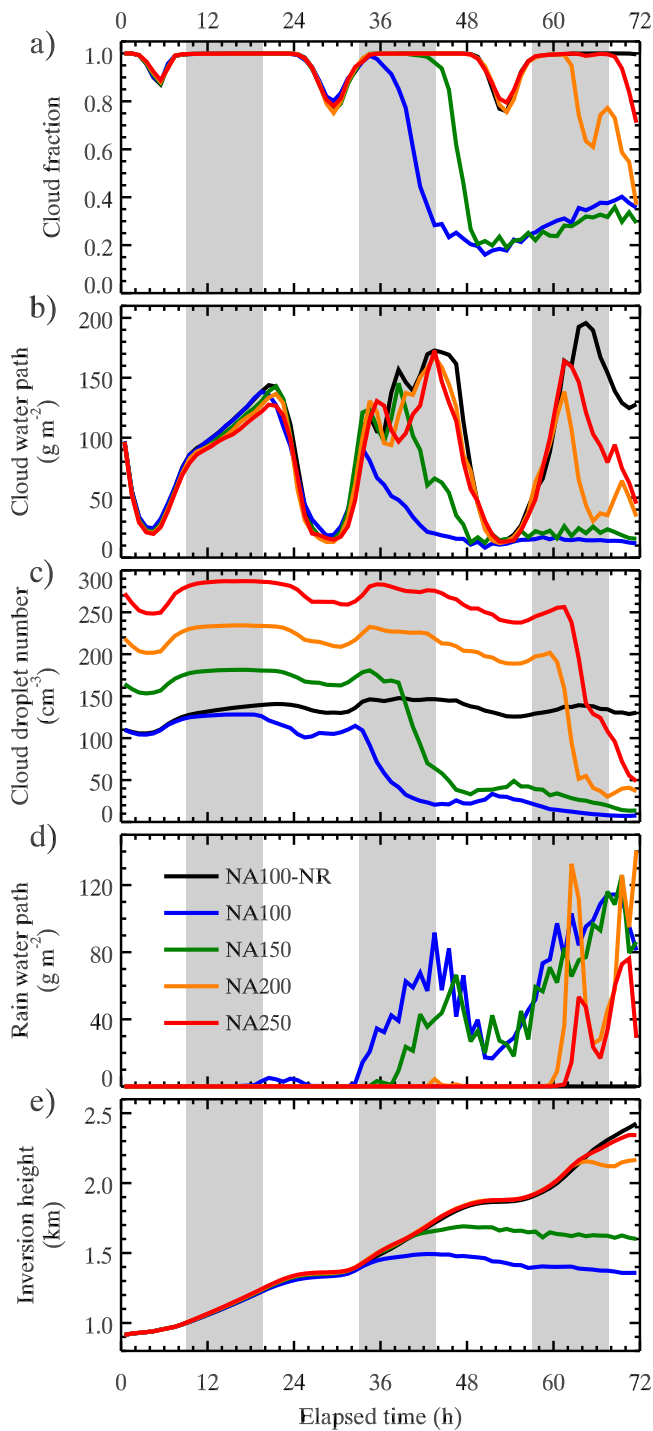 0 12 24 36 48 60 72
a)
1.0
0.8
0.6
0.4
0.2
0.0
Cloud fraction
b)
200
150
100
50
0
Cloud water path
(g m-2)
c)
300
250
200
150
100
50
0
Cloud droplet number
(cm-3)
d)
120
80
40
0
Rain water path
(g m-2)
NA100-NR
NA100
NA150
NA200
NA250
e)
2.5
2.0
1.5
1.0
Inversion height
(km)
0 12 24 36 48 60 72
Elapsed time (h)